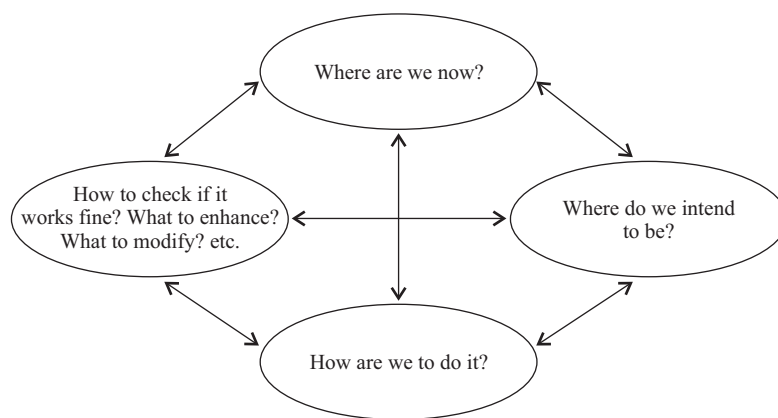 Where are we now?
How to check if it
works fine? What to enhance?
What to modify? etc.
Where do we intend
to be?
How are we to do it?